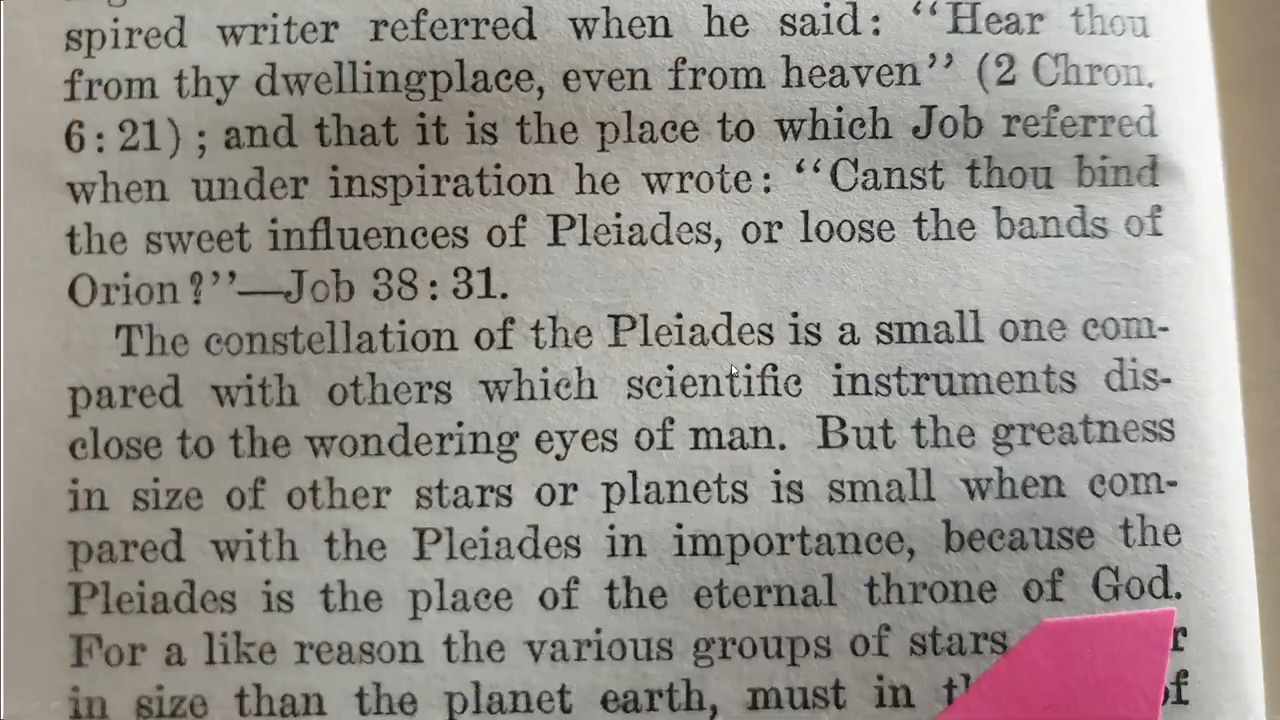 spired writer referred when he said: “Hear thou
from thy dwellingplace, even from heaven” (2 Chron.
6:21); and that it is the place to which Job referred
when under inspiration he wrote: “Canst thou bind
the sweet influences of Pleiades, or loose the bands of
Orion?”—Job 38:31.
The constellation of the Pleiades is a small one com-
pared with others which scientific instruments dis-
close to the wondering eyes of man. But the greatness
in size of other stars or planets is small when com-
pared with the Pleiades in importance, because the
Pleiades is the place of the eternal throne of God.
For a like reason the various groups of stars
in size than the planet earth, must in